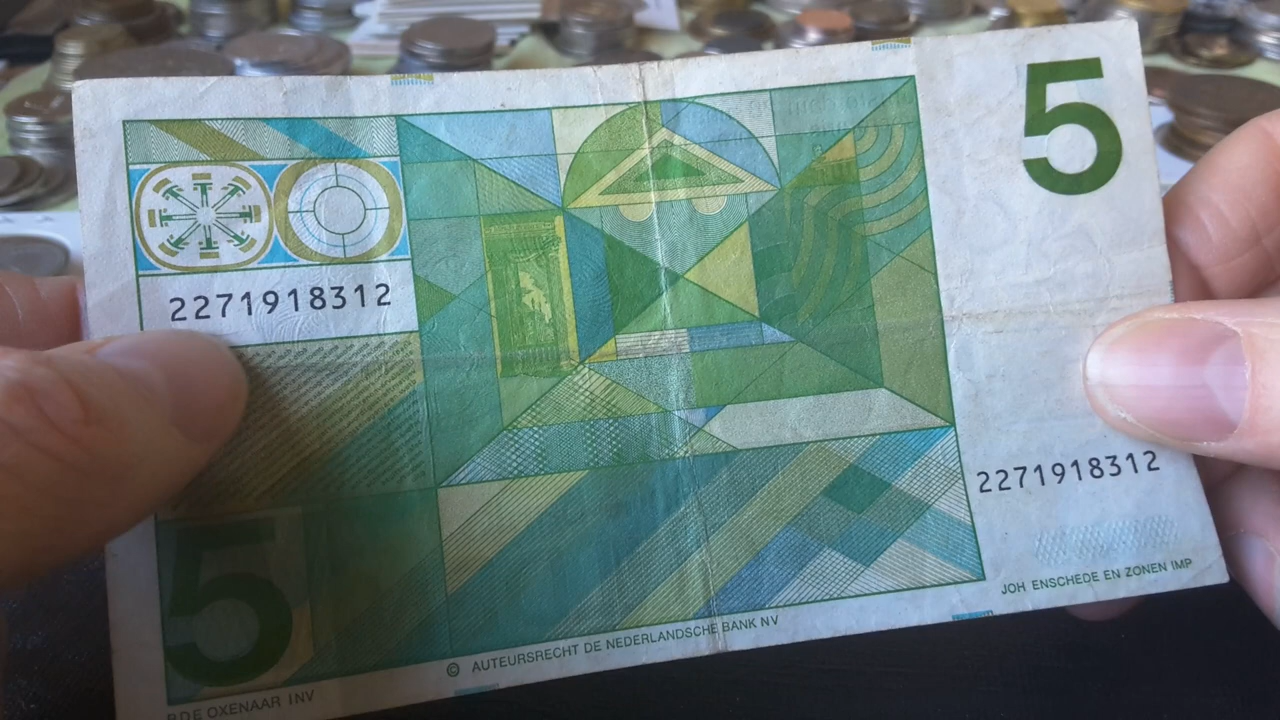 5
2271918312
2271918312
5
JOH ENSCHEDE EN ZONEN IMP
© AUTEURSRECHT DE NEDERLANDSCHE BANK NV
OXENAAR INV